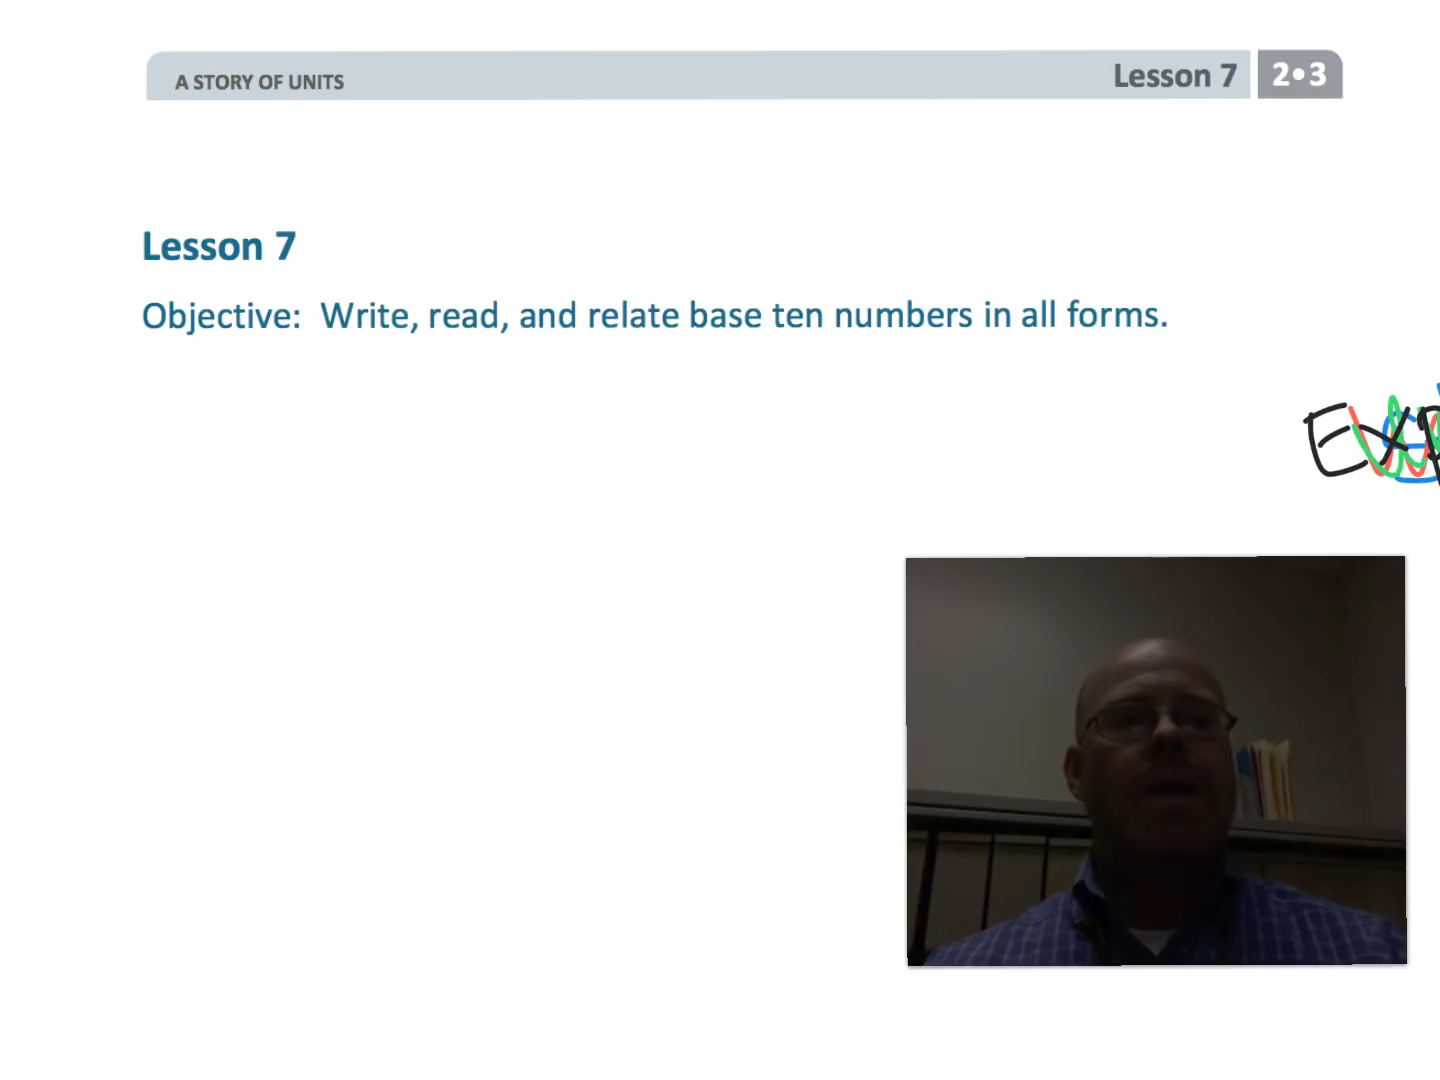 A STORY OF UNITS
Lesson 7 2•3
Lesson 7
Objective: Write, read, and relate base ten numbers in all forms.
Exp